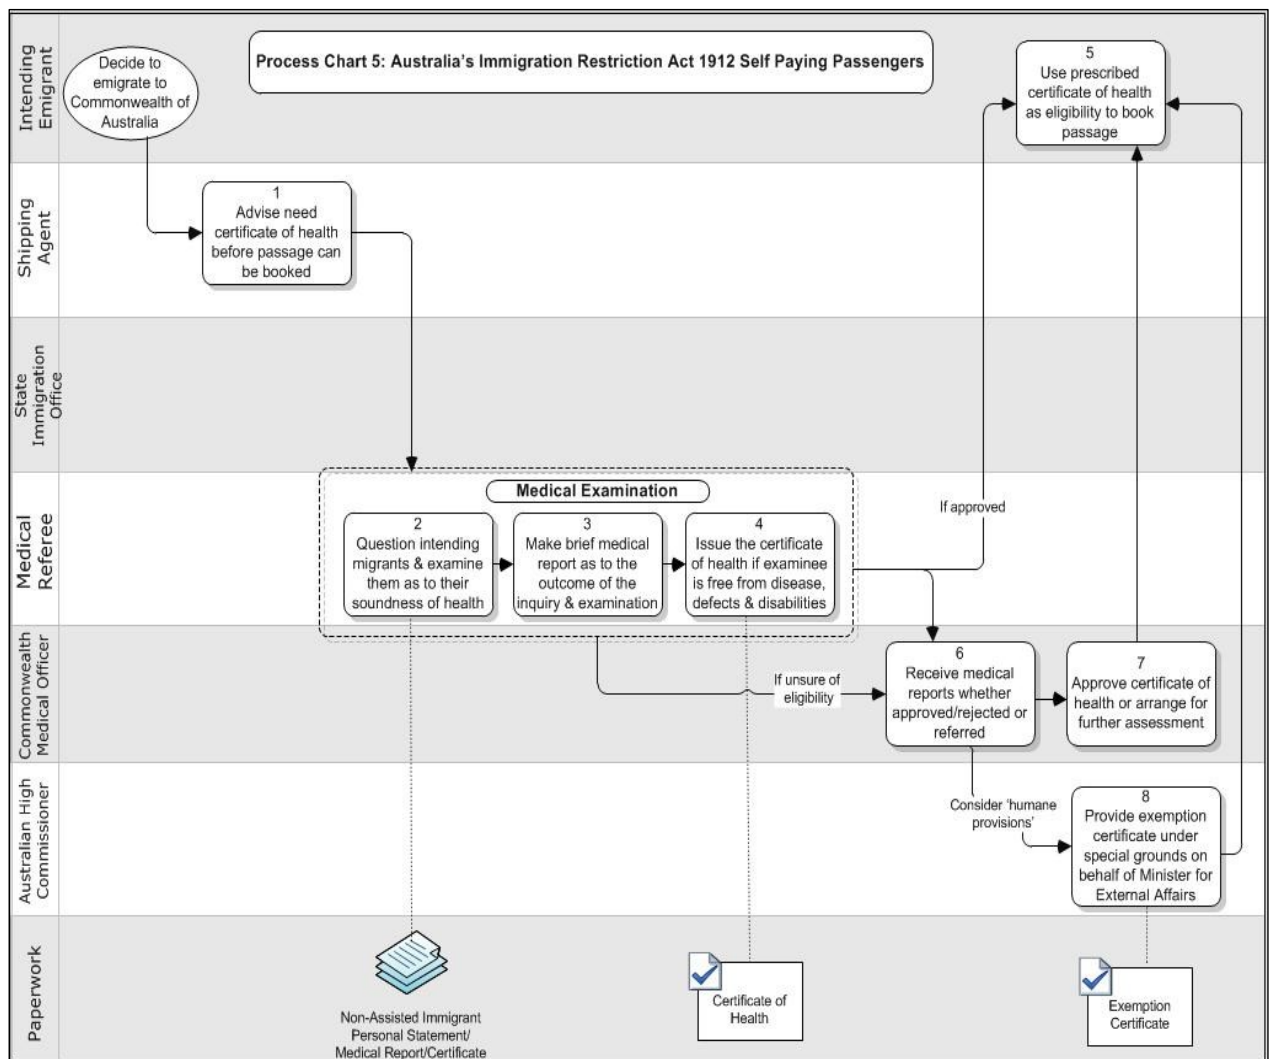 Process Chart 5: Australia's Immigration Restriction Act 1912 Self Paying Passengers
Intending
Emigrant
Decide to
emigrate to
Commonwealth of
Australia
5
Use prescribed
certificate of health
as eligibility to book
passage
Shipping
Agent
1
Advise need
certificate of health
before passage can
be booked
State
Immigration
Office
Medical
Referee
Medical Examination
2
Question intending
migrants & examine
them as to their
soundness of health
3
Make brief medical
report as to the
outcome of the
inquiry & examination
4
Issue the certificate
of health if examinee
is free from disease,
defects & disabilities
If approved
Commonwealth
Medical Officer
If unsure of
eligibility
6
Receive medical
reports whether
approved/rejected or
referred
7
Approve certificate of
health or arrange for
further assessment
Australian High
Commissioner
Consider 'humane
provisions'
8
Provide exemption
certificate under
special grounds on
behalf of Minister for
External Affairs
Paperwork
Non-Assisted Immigrant
Personal Statement/
Medical Report/Certificate
Certificate of
Health
Exemption
Certificate